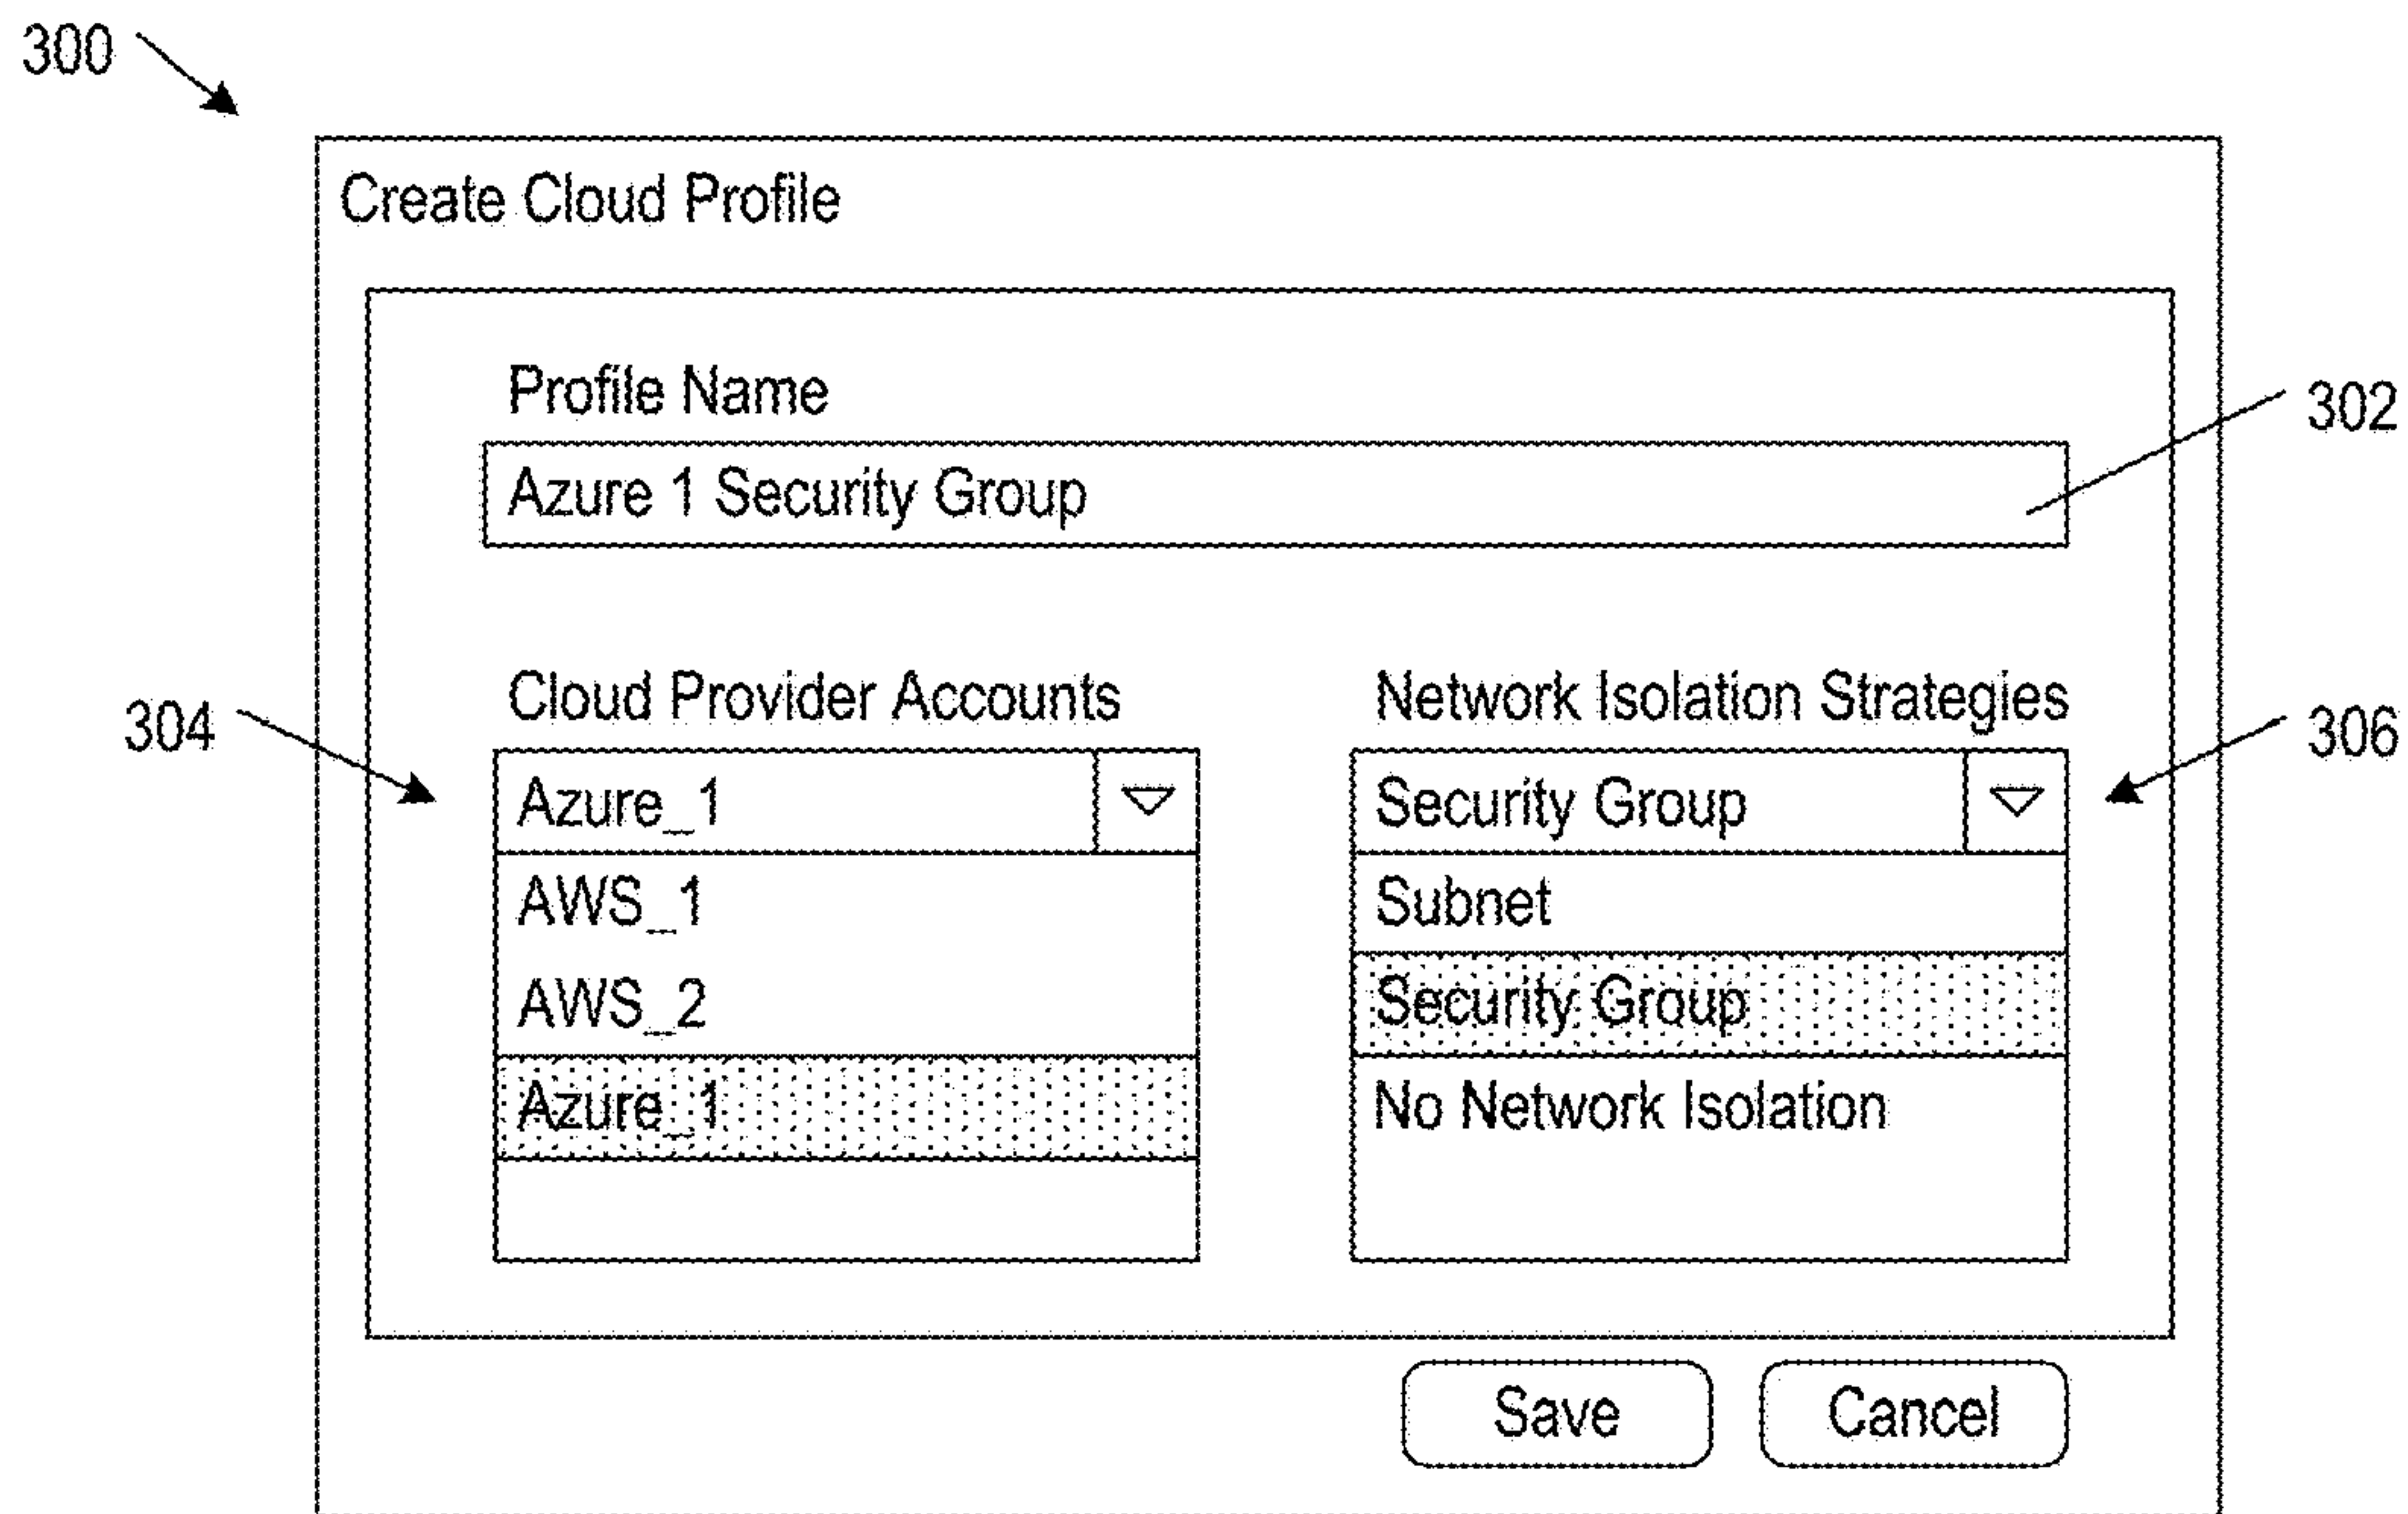 300
Create Cloud Profile
Profile Name
302
Azure 1 Security Group
Cloud Provider Accounts
Network Isolation Strategies
304
306
Azure_1
Security Group
AWS_1
Subnet
AWS_2
Security Group
Azure_1
No Network Isolation
Save
Cancel